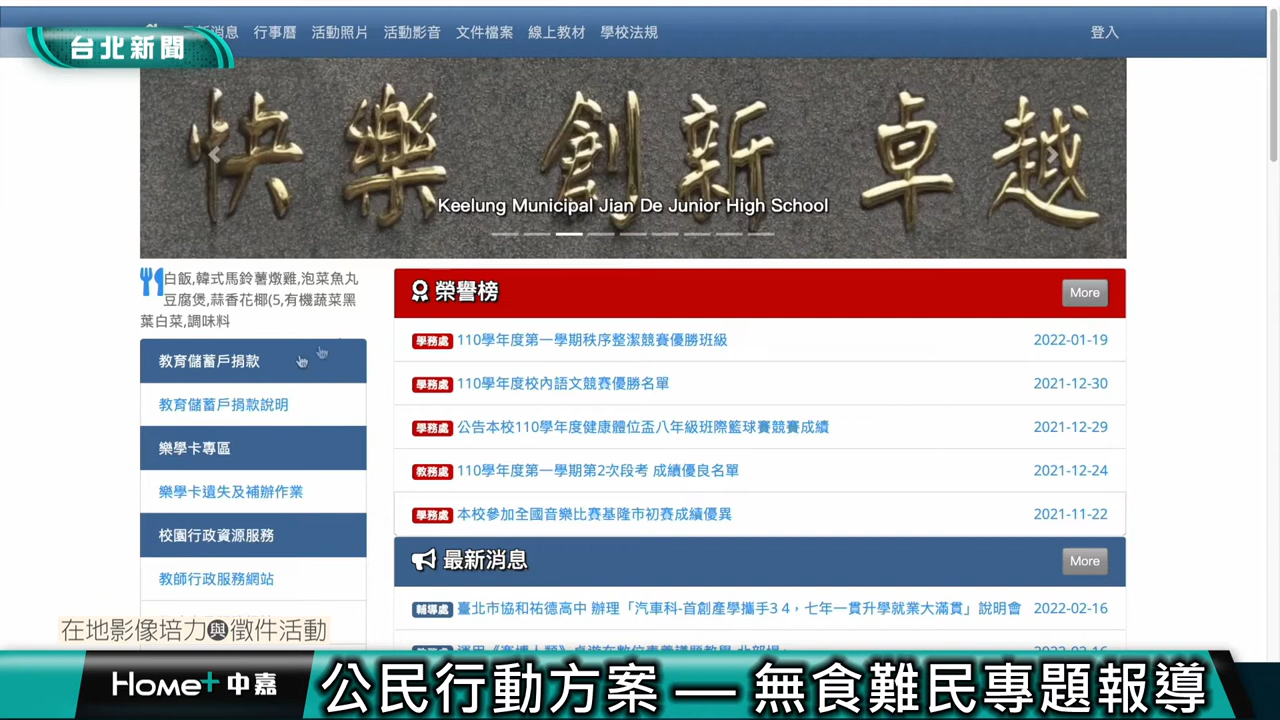 台北新聞
最新消息 行事曆 活動照片 活動影音 文件檔案 線上教材 學校法規 登入
快樂 創新 卓越
Keelung Municipal Jian De Junior High School
白飯,韓式馬鈴薯燉雞,泡菜魚丸
豆腐煲,蒜香花椰(5,有機蔬菜黑
葉白菜,調味料
教育儲蓄戶捐款
教育儲蓄戶捐款說明
樂學卡專區
樂學卡遺失及補辦作業
校園行政資源服務
教師行政服務網站
榮譽榜 More
學務處 110學年度第一學期秩序整潔競賽優勝班級 2022-01-19
學務處 110學年度校內語文競賽優勝名單 2021-12-30
學務處 公告本校110學年度健康體位盃八年級班際籃球賽競賽成績 2021-12-29
教務處 110學年度第一學期第2次段考 成績優良名單 2021-12-24
學務處 本校參加全國音樂比賽基隆市初賽成績優異 2021-11-22
最新消息 More
輔導處 臺北市協和祐德高中 辦理「汽車科-首創產學攜手3 4，七年一貫升學就業大滿貫」說明會 2022-02-16
在地影像培力與徵件活動
Home+ 中嘉
公民行動方案 — 無食難民專題報導